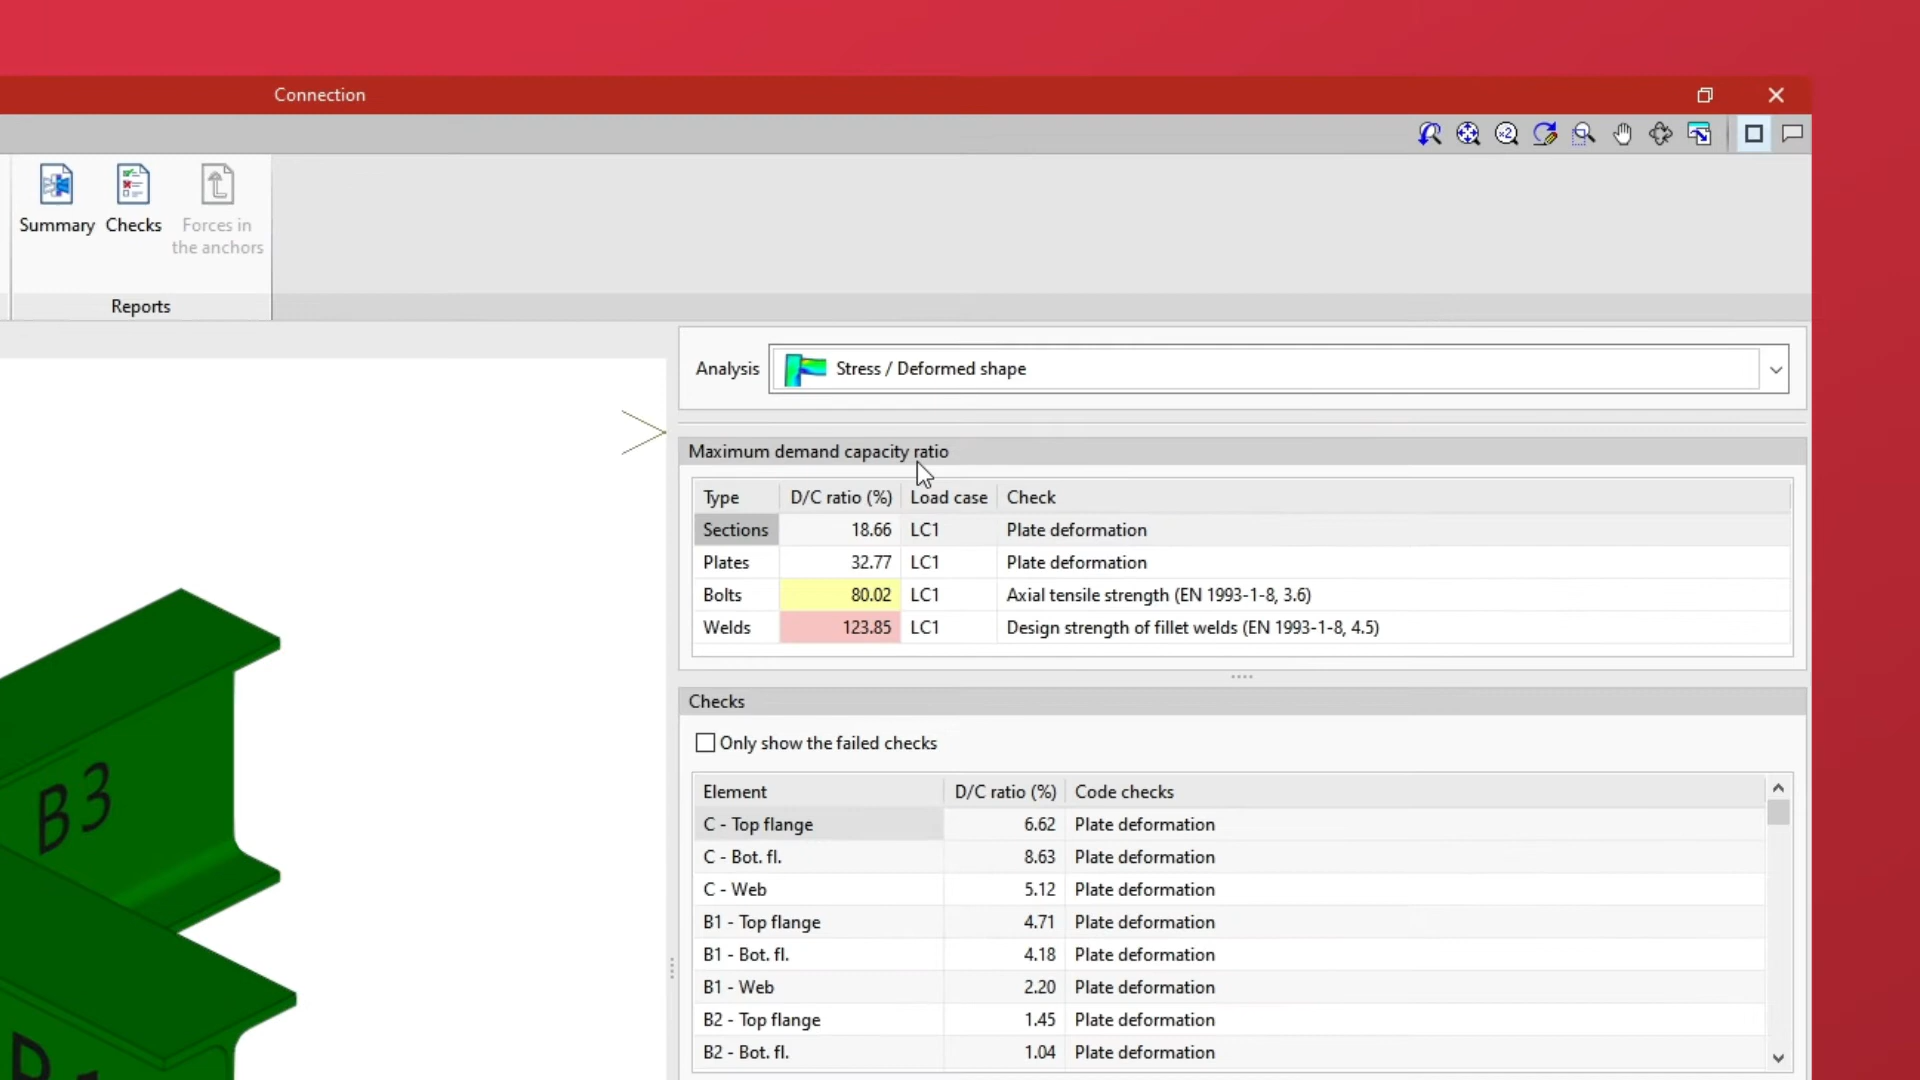 Connection
Summary
Checks
Forces in
the anchors
Reports
Analysis
Stress / Deformed shape
Maximum demand capacity ratio
Type D/C ratio (%) Load case Check
Sections 18.66 LC1 Plate deformation
Plates 32.77 LC1 Plate deformation
Bolts 80.02 LC1 Axial tensile strength (EN 1993-1-8, 3.6)
Welds 123.85 LC1 Design strength of fillet welds (EN 1993-1-8, 4.5)
Checks
Only show the failed checks
Element D/C ratio (%) Code checks
C - Top flange 6.62 Plate deformation
C - Bot. fl. 8.63 Plate deformation
C - Web 5.12 Plate deformation
B1 - Top flange 4.71 Plate deformation
B1 - Bot. fl. 4.18 Plate deformation
B1 - Web 2.20 Plate deformation
B2 - Top flange 1.45 Plate deformation
B2 - Bot. fl. 1.04 Plate deformation
B3